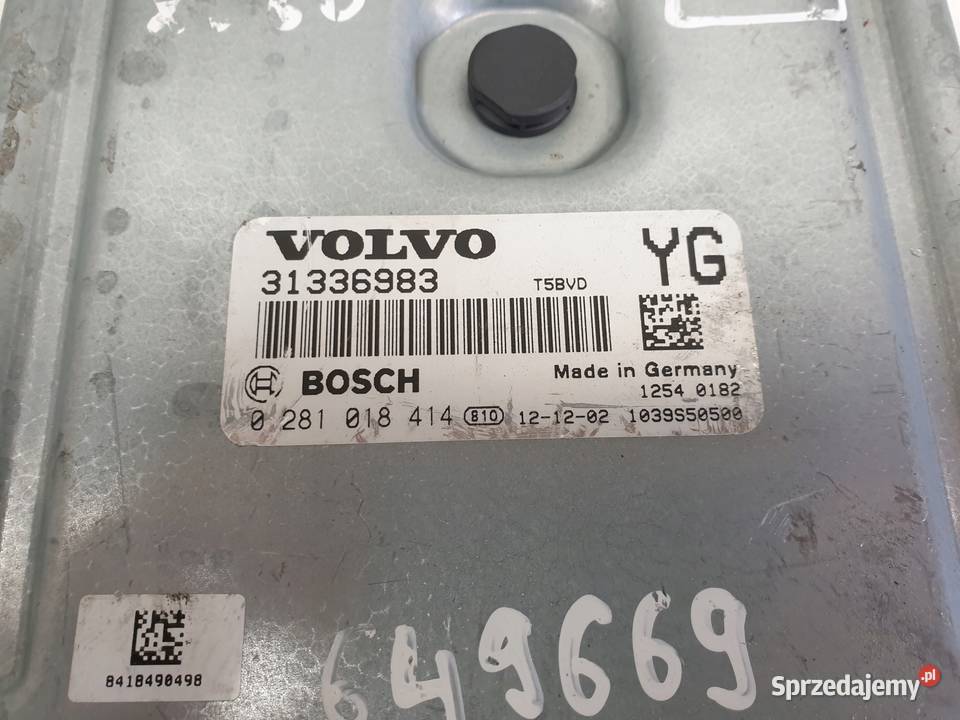 VOLVO
YG
31336983 T5BVD
BOSCH Made in Germany
1254 0182
0 281 018 414 B10 12-12-02 1039S50500
649669
8418490498
Sprzedajemy.pl